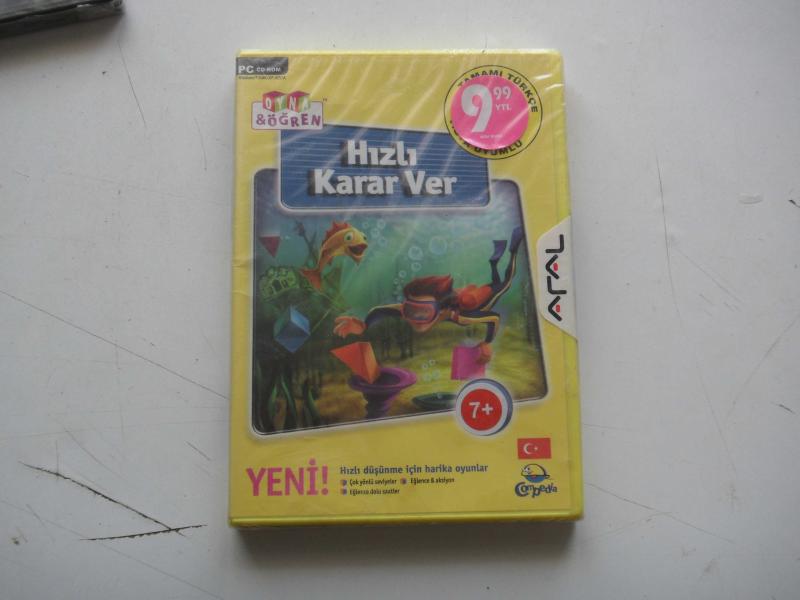 PC CD-ROM
OYNA
&ÖĞREN
TAMAMI TÜRKÇE
9.99
YTL
UYUMLU
Hızlı
Karar Ver
ARAL
7+
YENİ!
Hızlı düşünme için harika oyunlar
Çok yönlü seviyeler
Eğlence & aksiyon
Eğlence dolu saatler
Compedia